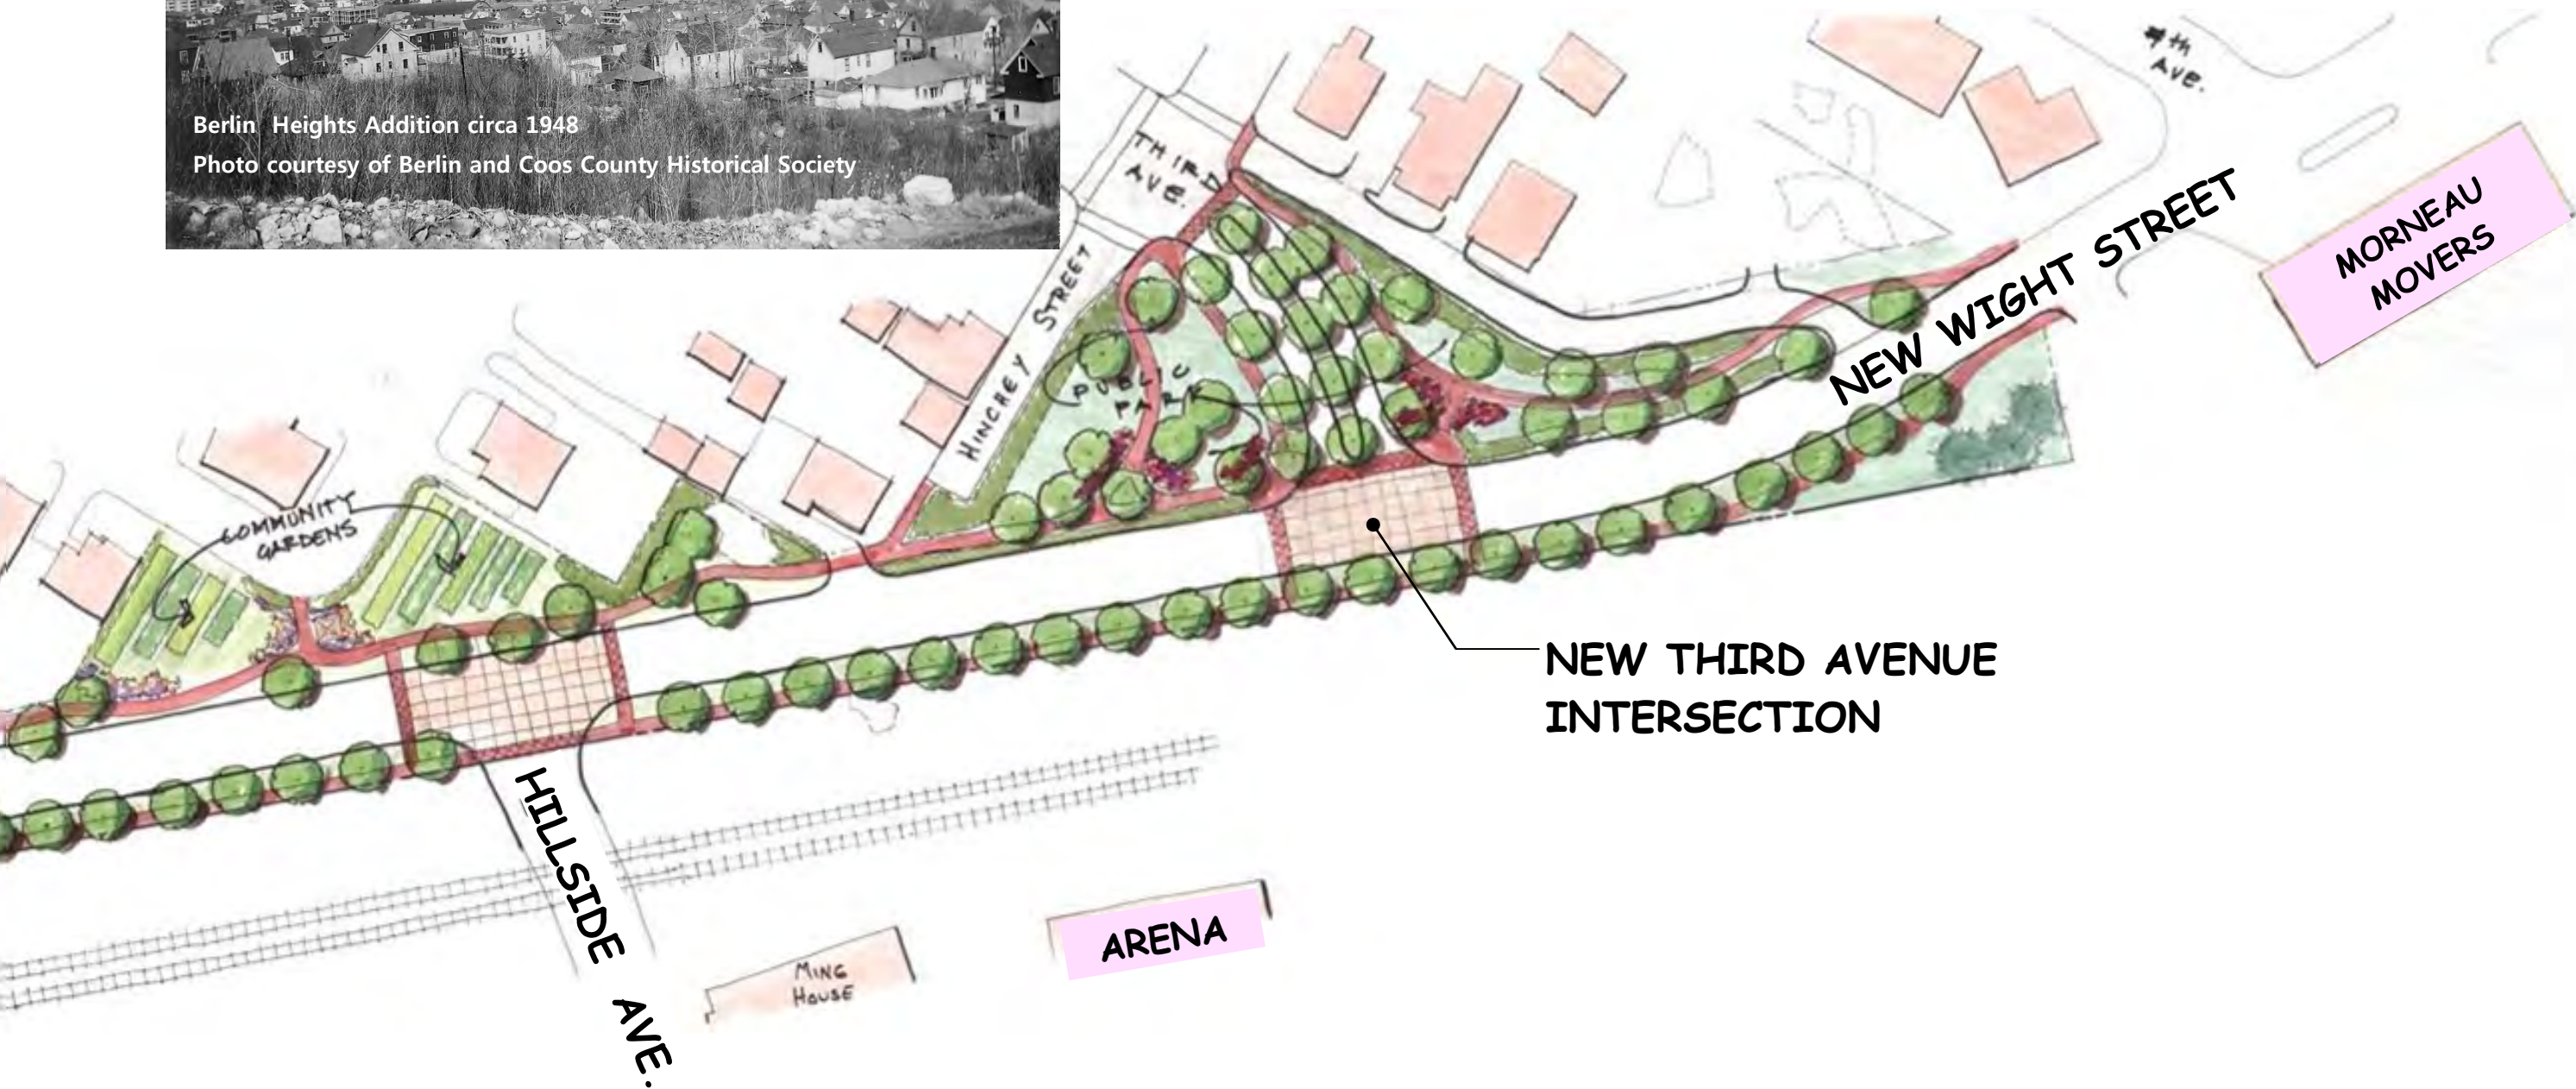 Berlin Heights Addition circa 1948
Photo courtesy of Berlin and Coos County Historical Society
THIRD
AVE.
4th
AVE.
MORNEAU
MOVERS
NEW WIGHT STREET
HINCHEY STREET
PUBLIC
PARK
COMMUNITY
GARDENS
NEW THIRD AVENUE
INTERSECTION
HILLSIDE AVE.
MING
HOUSE
ARENA